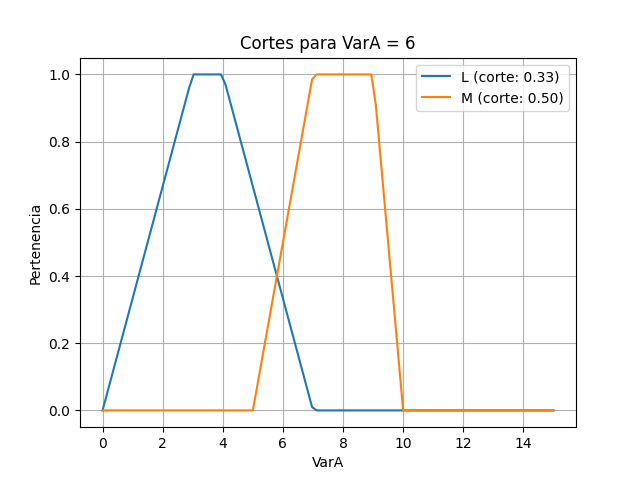 Cortes para VarA = 6
L (corte: 0.33)
M (corte: 0.50)
Pertenencia
1.0
0.8
0.6
0.4
0.2
0.0
0 2 4 6 8 10 12 14
VarA